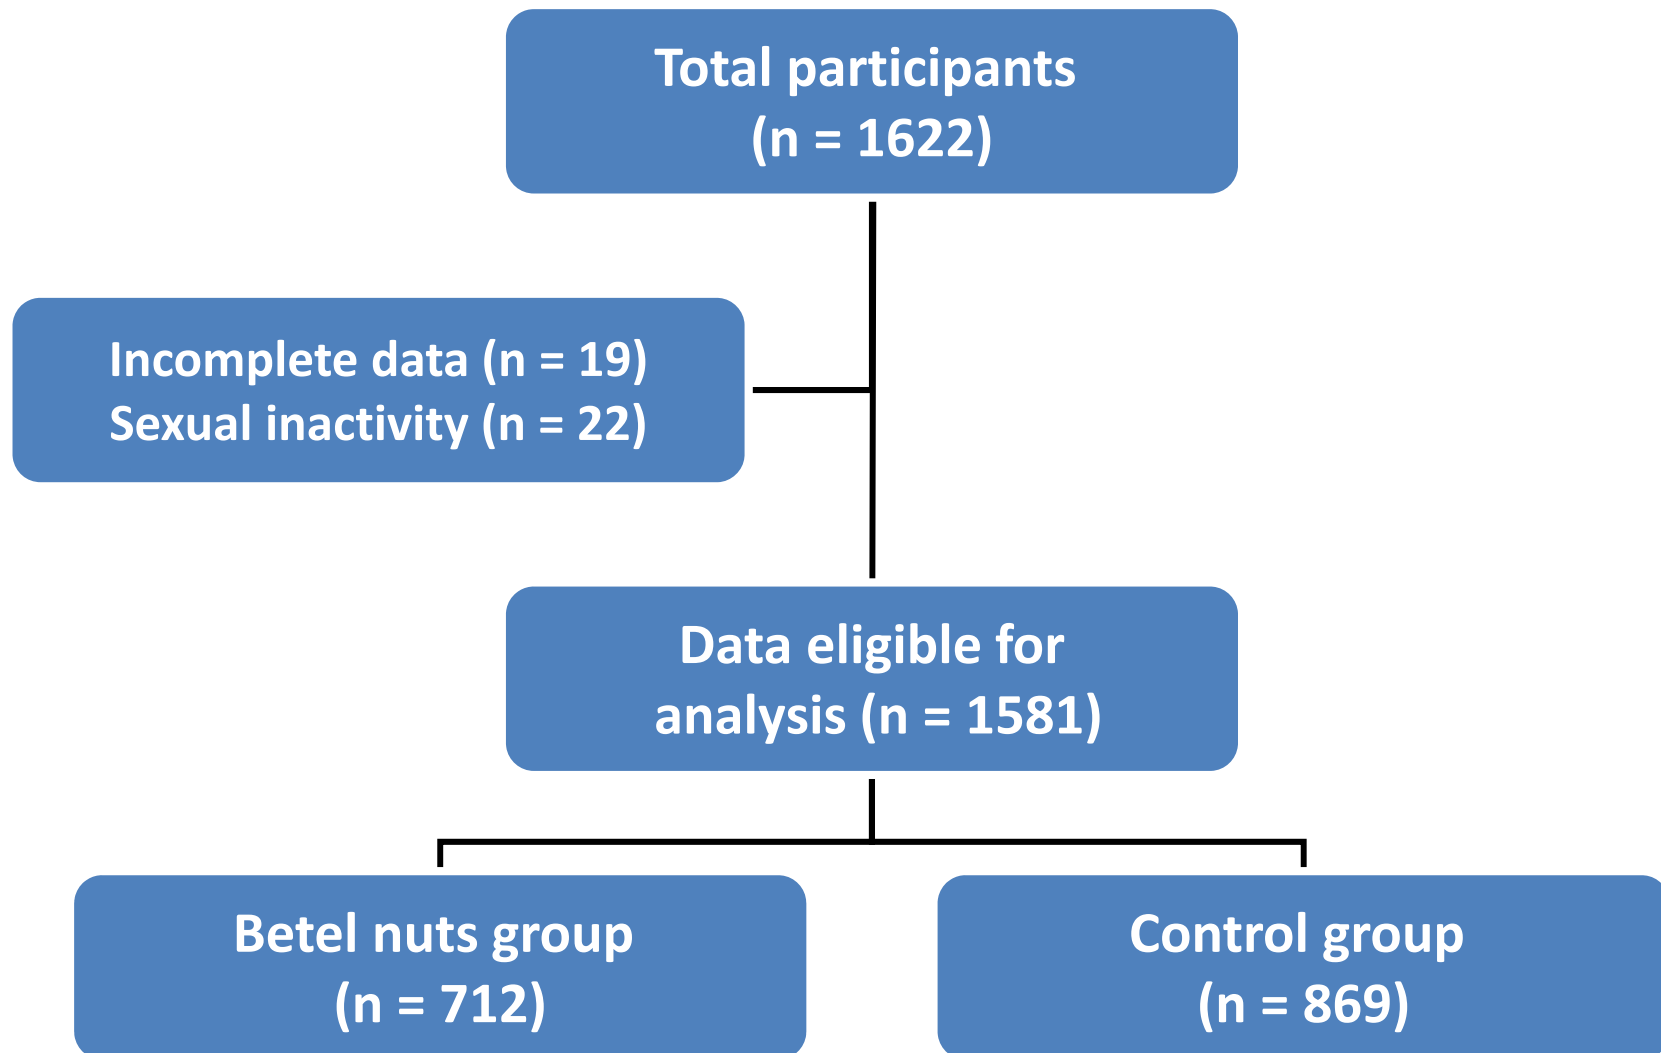 Total participants
(n = 1622)
Incomplete data (n = 19)
Sexual inactivity (n = 22)
Data eligible for
analysis (n = 1581)
Betel nuts group
(n = 712)
Control group
(n = 869)